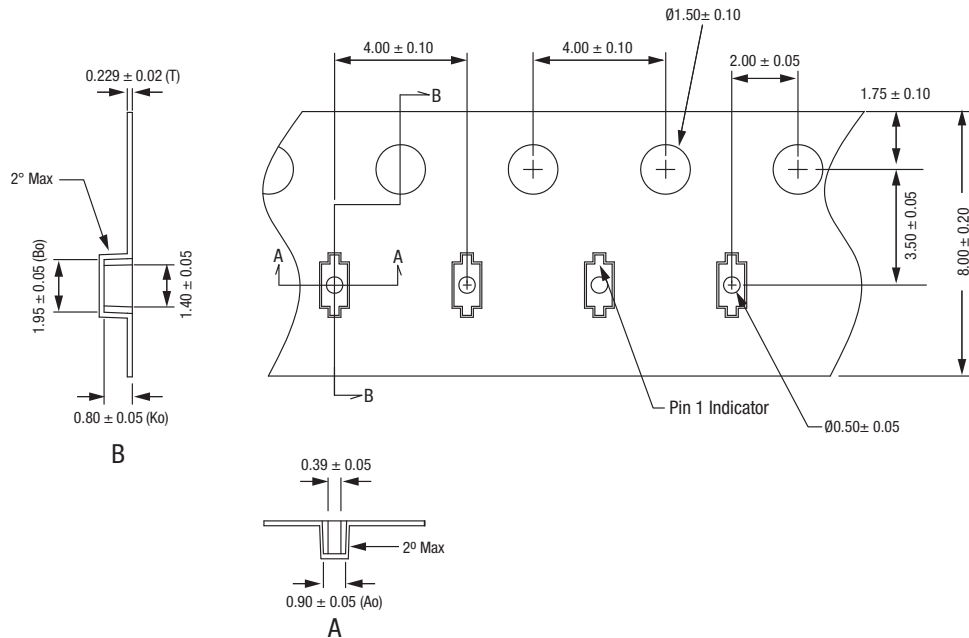 Ø1.50± 0.10
4.00 ± 0.10
4.00 ± 0.10
2.00 ± 0.05
0.229 ± 0.02 (T)
1.75 ± 0.10
B
2° Max
3.50 ± 0.05
8.00 ± 0.20
A
A
1.95 ± 0.05 (Bo)
1.40 ± 0.05
B
Pin 1 Indicator
0.80 ± 0.05 (Ko)
Ø0.50± 0.05
B
0.39 ± 0.05
2º Max
0.90 ± 0.05 (Ao)
A